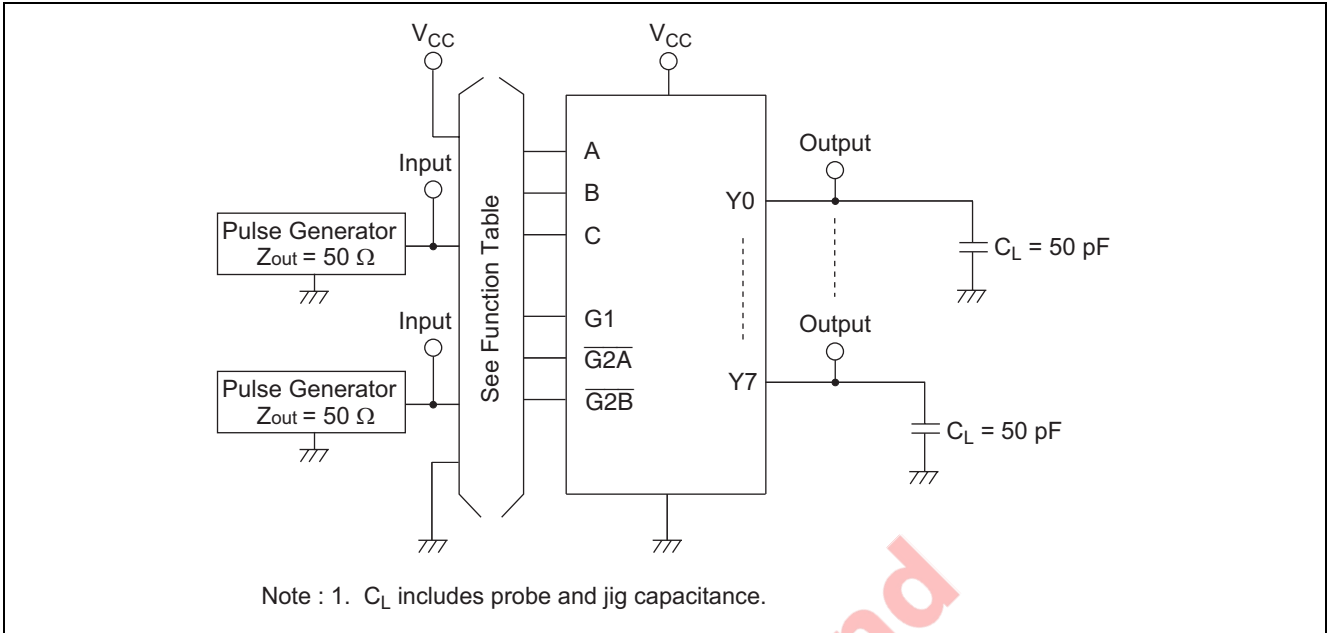 VCC
VCC
Input
Pulse Generator
Zout = 50 Ω
Input
Pulse Generator
Zout = 50 Ω
See Function Table
A
B
C
G1
G2A
G2B
Y0
Y7
Output
CL = 50 pF
Output
CL = 50 pF
Note : 1. CL includes probe and jig capacitance.